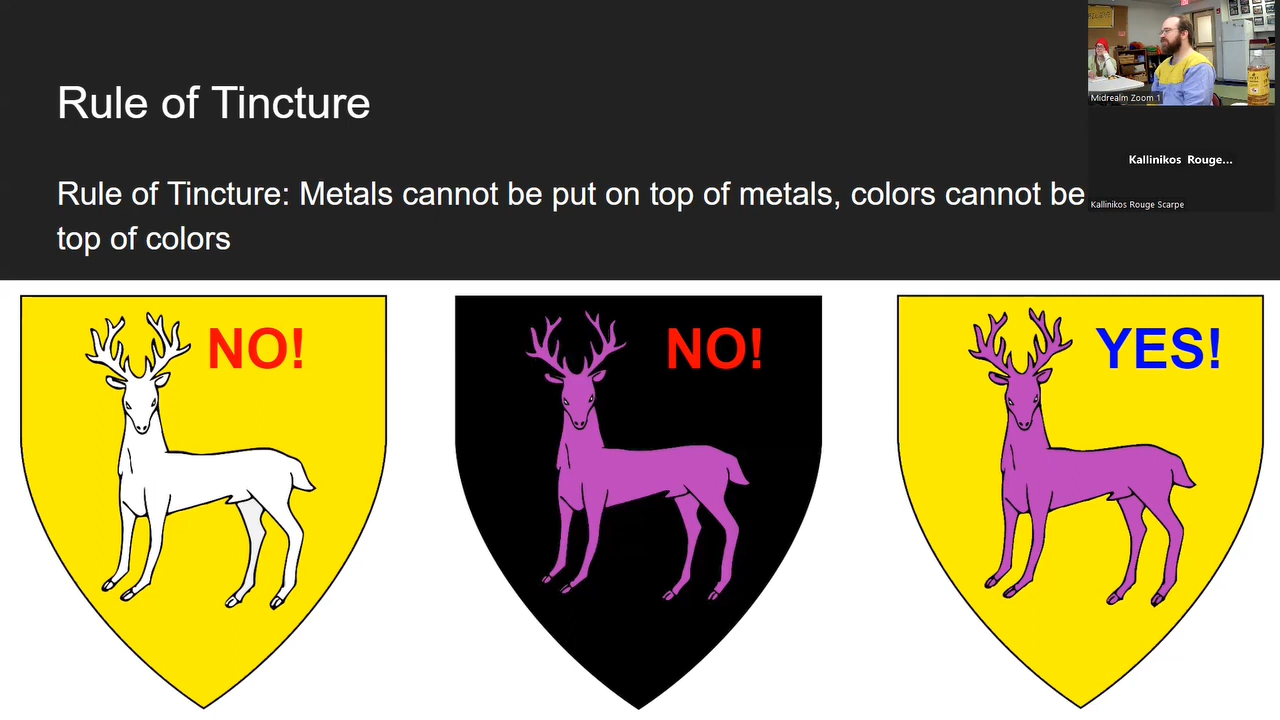 Rule of Tincture
Rule of Tincture: Metals cannot be put on top of metals, colors cannot be
top of colors
NO!
NO!
YES!
Midrealm Zoom 1
Kallinikos Rouge...
Kallinikos Rouge Scarpe